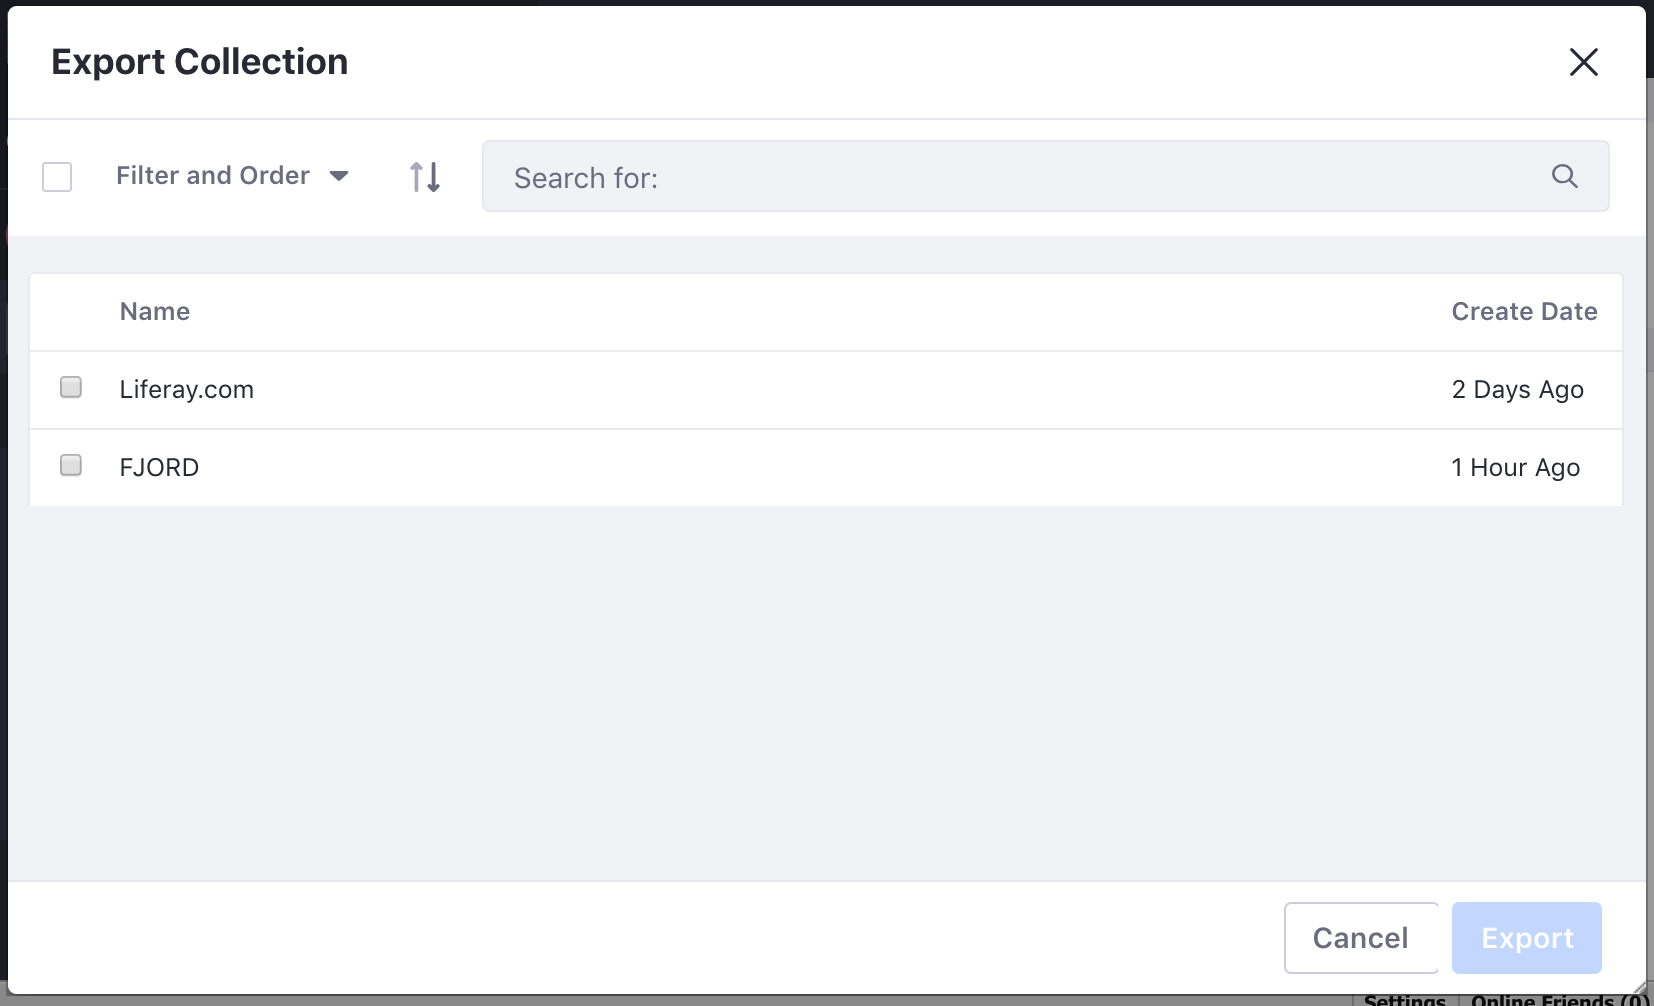 Export Collection
Filter and Order
Search for:
Name Create Date
Liferay.com 2 Days Ago
FJORD 1 Hour Ago
Cancel Export
Settings Online Friends (0)